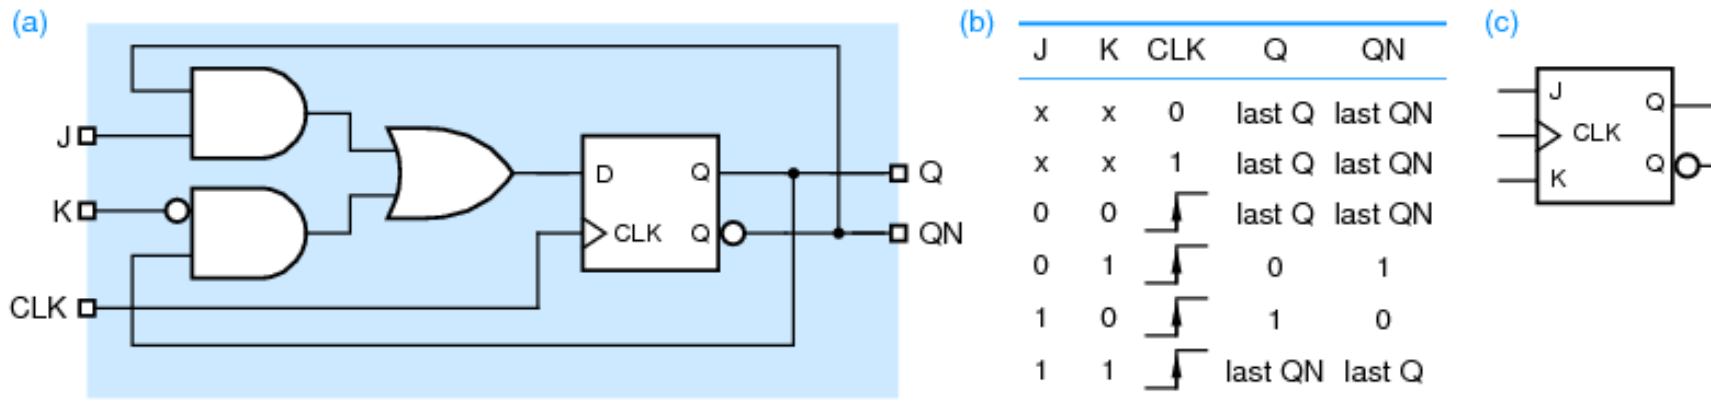 (a)
J
K
CLK
D Q
CLK Q
Q
QN
(b)
J K CLK Q QN
x x 0 last Q last QN
x x 1 last Q last QN
0 0 last Q last QN
0 1 0 1
1 0 1 0
1 1 last QN last Q
(c)
J Q
CLK
K Q